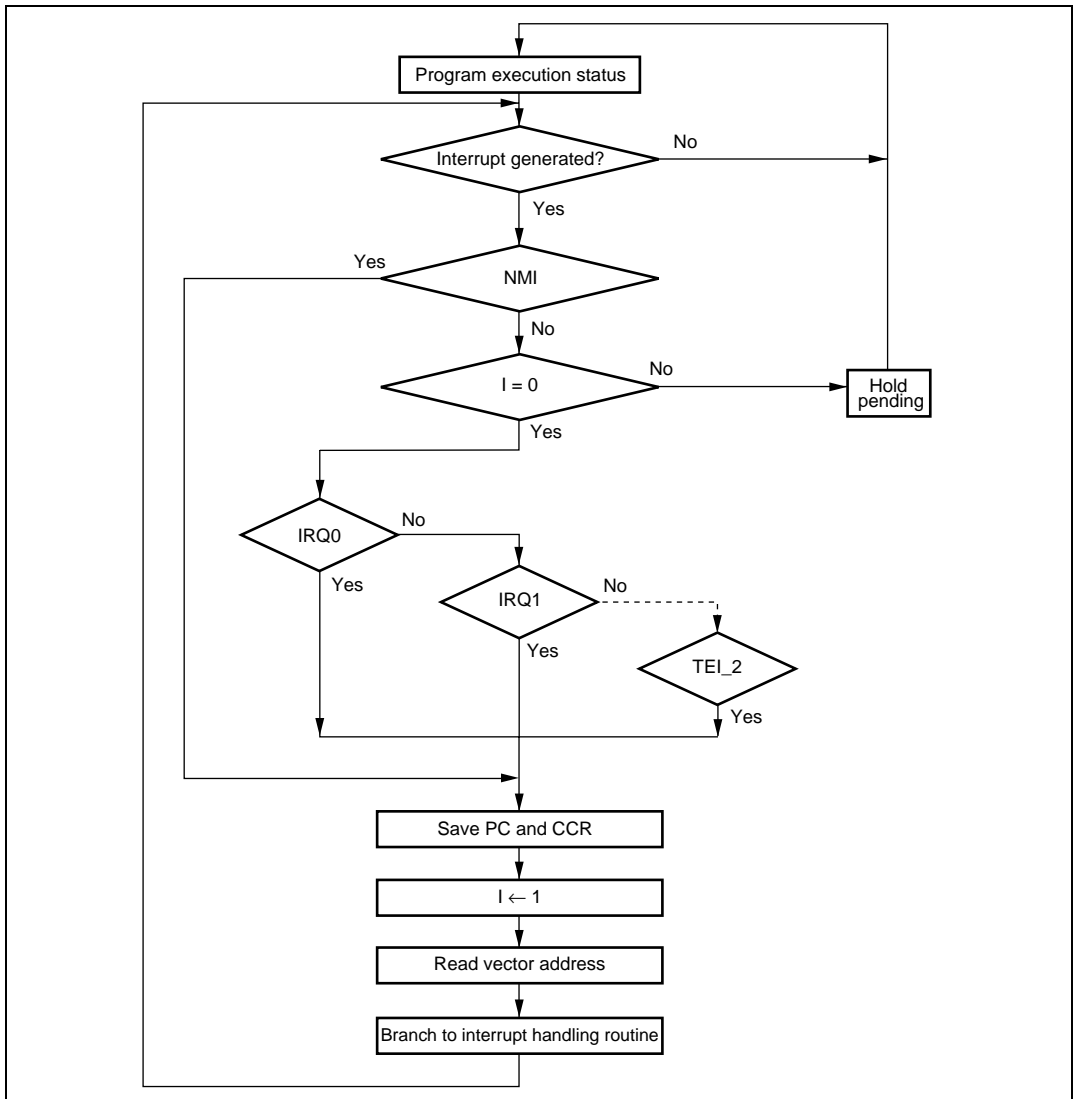 Program execution status
Interrupt generated?
No
Yes
Yes
NMI
No
I = 0
No
Hold
pending
Yes
IRQ0
No
Yes
IRQ1
No
Yes
TEI_2
Yes
Save PC and CCR
I ← 1
Read vector address
Branch to interrupt handling routine